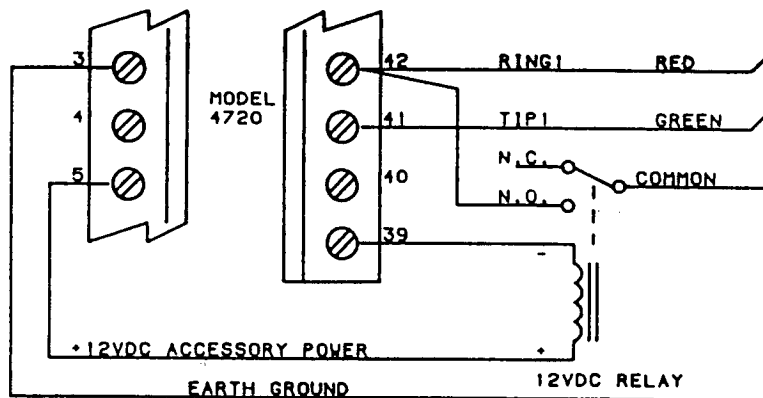 3
42
RING1
RED
MODEL
4720
4
41
TIP1
GREEN
N.C.
5
40
COMMON
N.O.
39
-
+12VDC ACCESSORY POWER
+
12VDC RELAY
EARTH GROUND